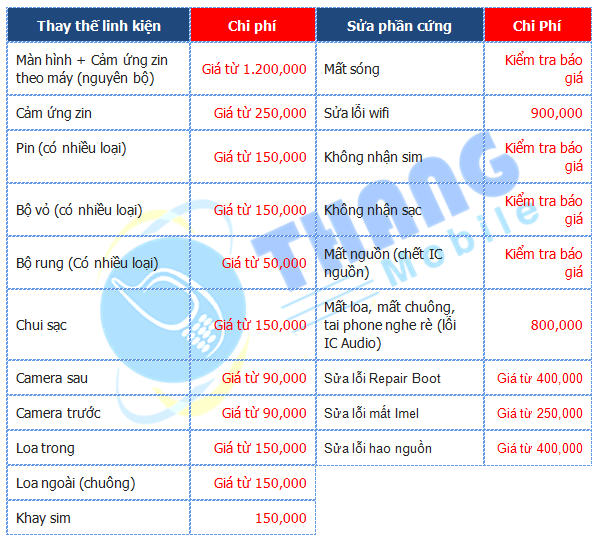 Thay thế linh kiện
Chi phí
Sửa phần cứng
Chi Phí
Màn hình + Cảm ứng zin
theo máy (nguyên bộ)
Giá từ 1.200,000
Mất sóng
Kiểm tra báo
giá
Cảm ứng zin
Giá từ 250,000
Sửa lỗi wifi
900,000
Pin (có nhiều loại)
Giá từ 150,000
Không nhận sim
Kiểm tra báo
giá
Bộ vỏ (có nhiều loại)
Giá từ 150,000
Không nhận sạc
Kiểm tra báo
giá
Bộ rung (Có nhiều loại)
Giá từ 50,000
Mất nguồn (chết IC
nguồn)
Kiểm tra báo
giá
Chui sạc
Giá từ 150,000
Mất loa, mất chuông,
tai phone nghe rè (lỗi
IC Audio)
800,000
Camera sau
Giá từ 90,000
Sửa lỗi Repair Boot
Giá từ 400,000
Camera trước
Giá từ 90,000
Sửa lỗi mất Imel
Giá từ 250,000
Loa trong
Giá từ 150,000
Sửa lỗi hao nguồn
Giá từ 400,000
Loa ngoài (chuông)
Giá từ 150,000
Khay sim
150,000
THANG
Mobile